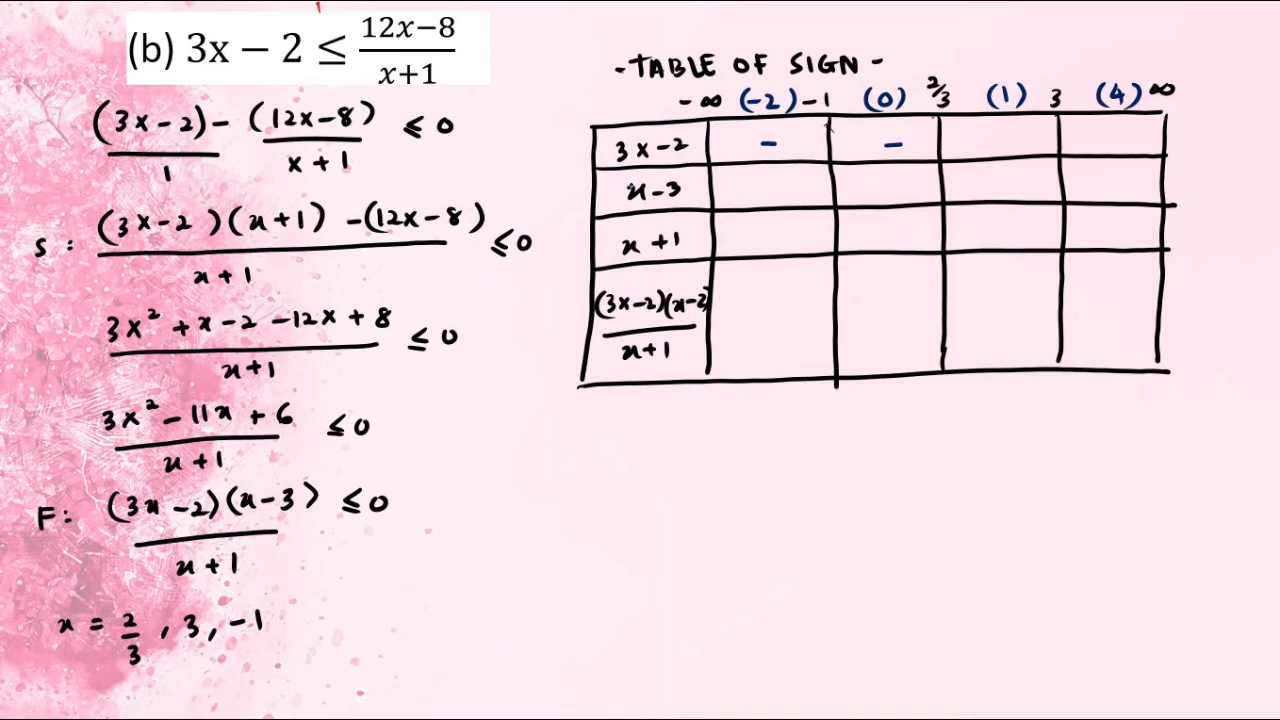 (b) 3x − 2 ≤ (12x−8)/(x+1)
(3x-2)/1 - (12x-8)/(x+1) ≤ 0
S: ((3x-2)(x+1) -(12x-8))/(x+1) ≤ 0
(3x² + x - 2 - 12x + 8)/(x+1) ≤ 0
(3x² - 11x + 6)/(x+1) ≤ 0
F: ((3x-2)(x-3))/(x+1) ≤ 0
x = 2/3, 3, -1
- TABLE OF SIGN -
-∞ (-2) -1 (0) 2/3 (1) 3 (4) ∞
3x-2 - -
x-3
x+1
((3x-2)(x-2))/(x+1)